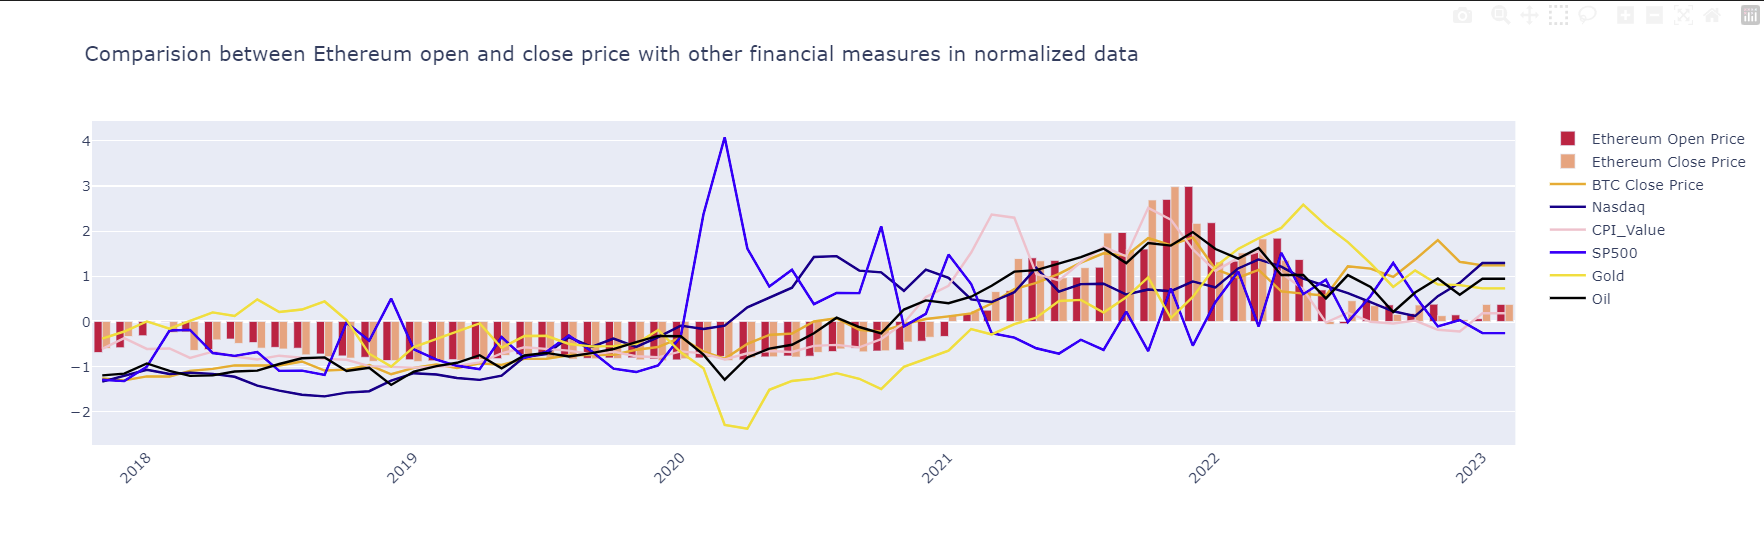 Comparision between Ethereum open and close price with other financial measures in normalized data
4
3
2
1
0
−1
−2
2018
2019
2020
2021
2022
2023
Ethereum Open Price
Ethereum Close Price
BTC Close Price
Nasdaq
CPI_Value
SP500
Gold
Oil